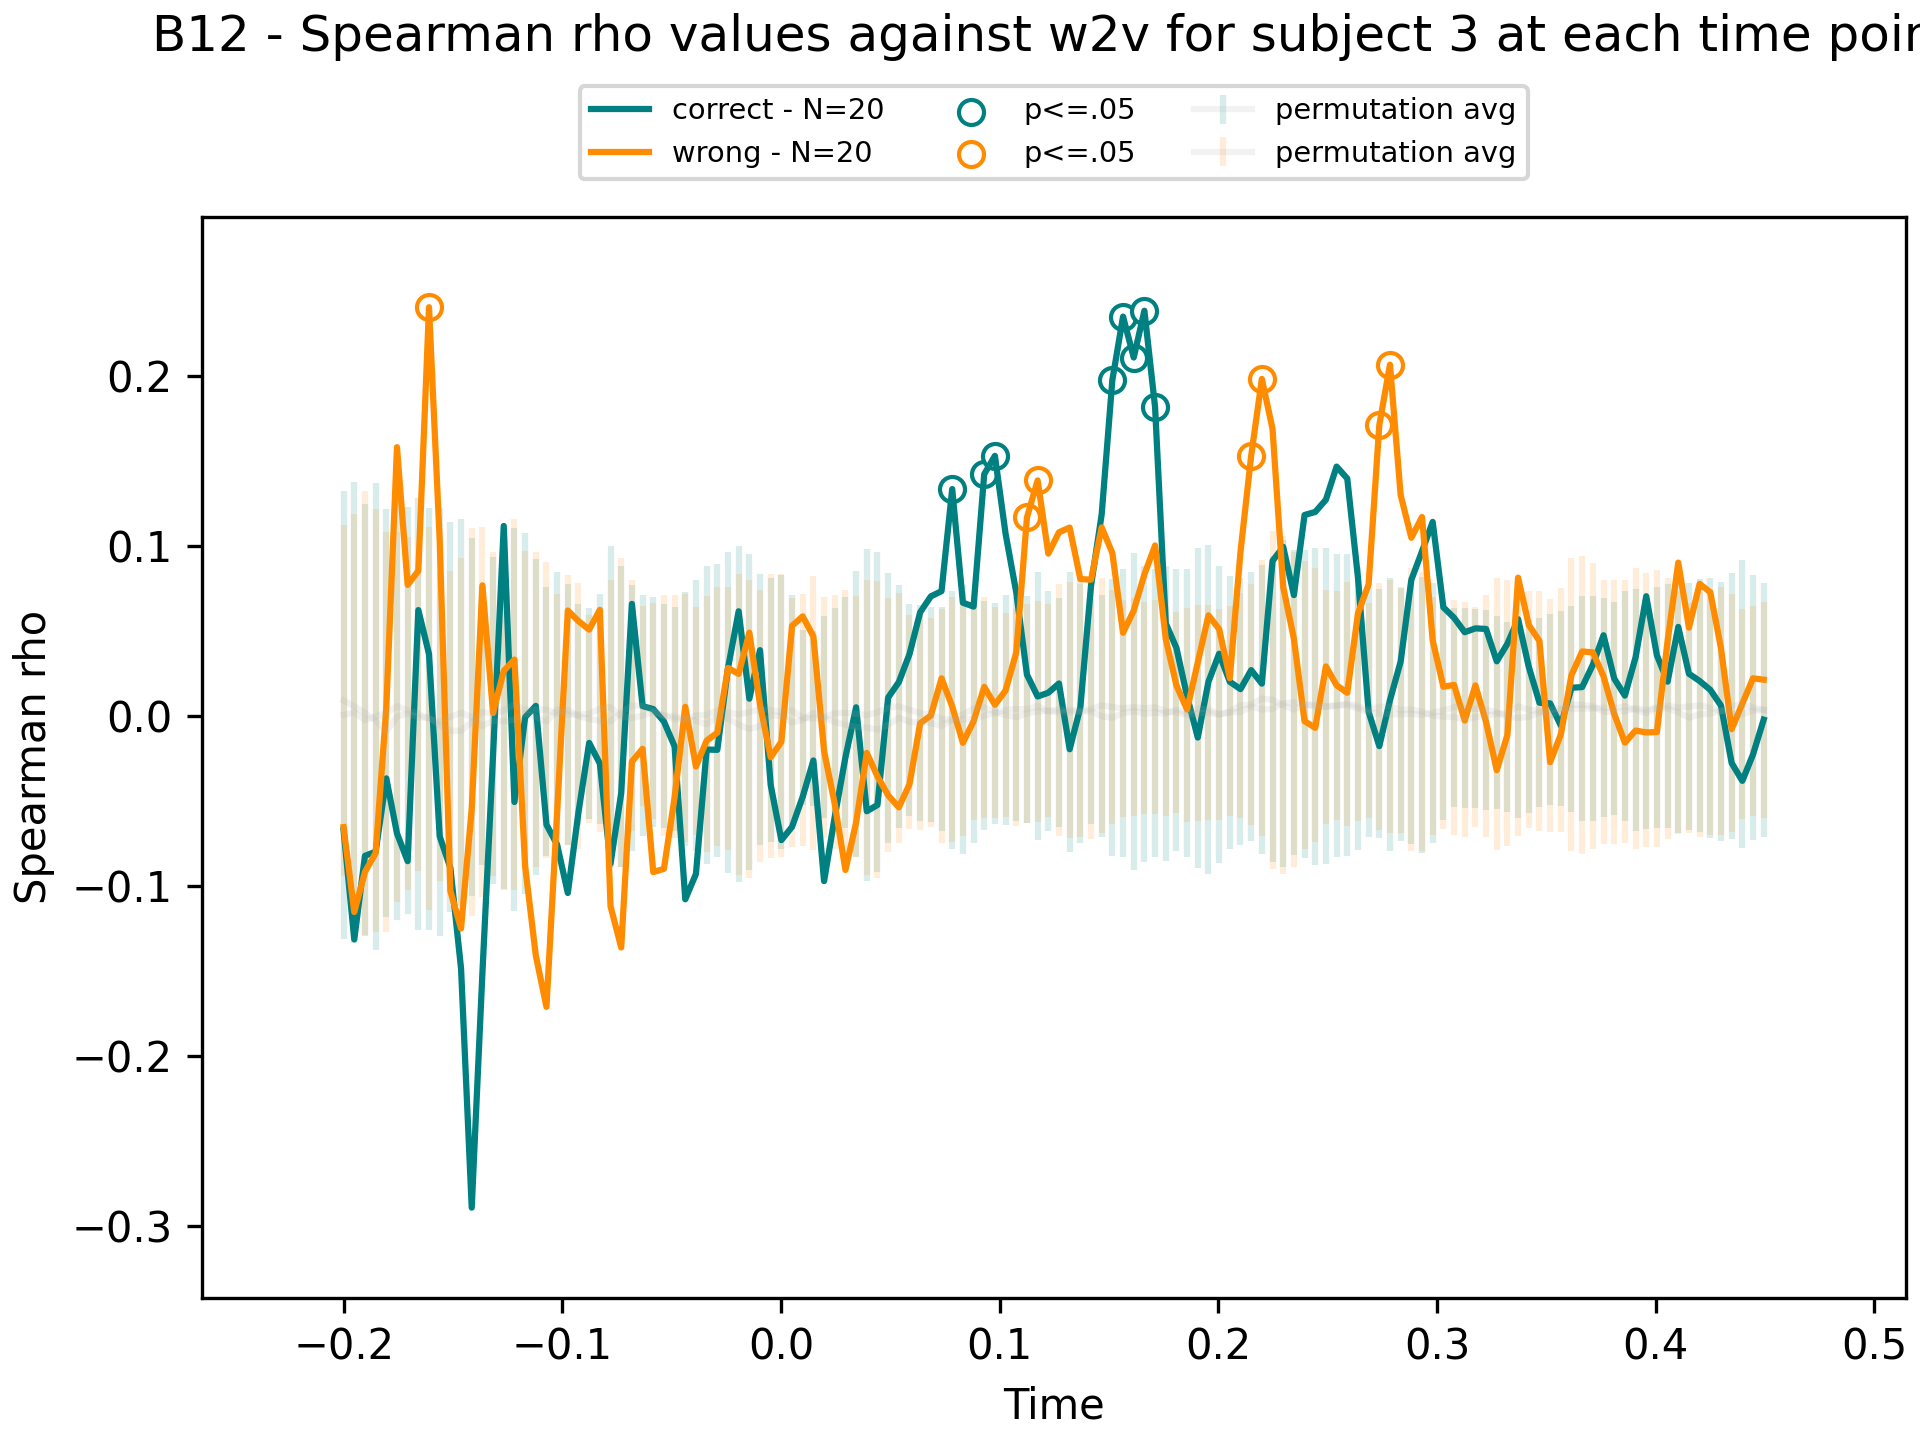 B12 - Spearman rho values against w2v for subject 3 at each time poin
correct - N=20
wrong - N=20
p<=.05
p<=.05
permutation avg
permutation avg
Spearman rho
0.2
0.1
0.0
−0.1
−0.2
−0.3
−0.2
−0.1
0.0
0.1
0.2
0.3
0.4
0.5
Time